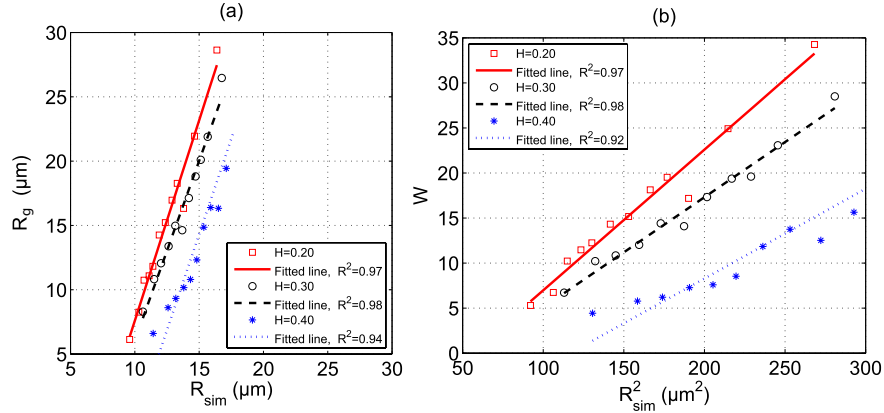 (a)
30
25
20
15
10
5
5 10 15 20 25 30
R_g (µm)
R_sim (µm)
H=0.20
Fitted line, R²=0.97
H=0.30
Fitted line, R²=0.98
H=0.40
Fitted line, R²=0.94
(b)
35
30
25
20
15
10
5
0
50 100 150 200 250 300
W
R²_sim (µm²)
H=0.20
Fitted line, R²=0.97
H=0.30
Fitted line, R²=0.98
H=0.40
Fitted line, R²=0.92